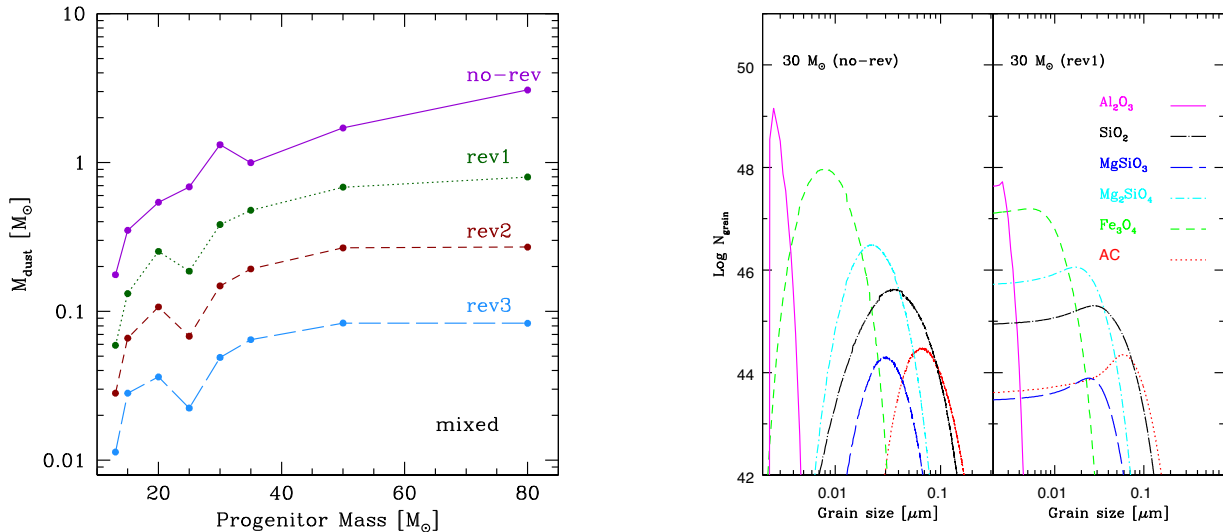 10
1
0.1
0.01
M_dust [M_⊙]
no-rev
rev1
rev2
rev3
mixed
20 40 60 80
Progenitor Mass [M_⊙]
50
48
46
44
42
Log N_grain
30 M_⊙ (no-rev)
0.01 0.1
Grain size [μm]
30 M_⊙ (rev1)
Al₂O₃
SiO₂
MgSiO₃
Mg₂SiO₄
Fe₃O₄
AC
0.01 0.1
Grain size [μm]